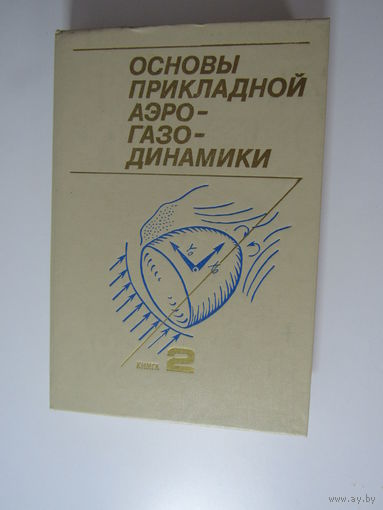 ОСНОВЫ
ПРИКЛАДНОЙ
АЭРО-
ГАЗО-
ДИНАМИКИ
КНИГА 2
www.ay.by